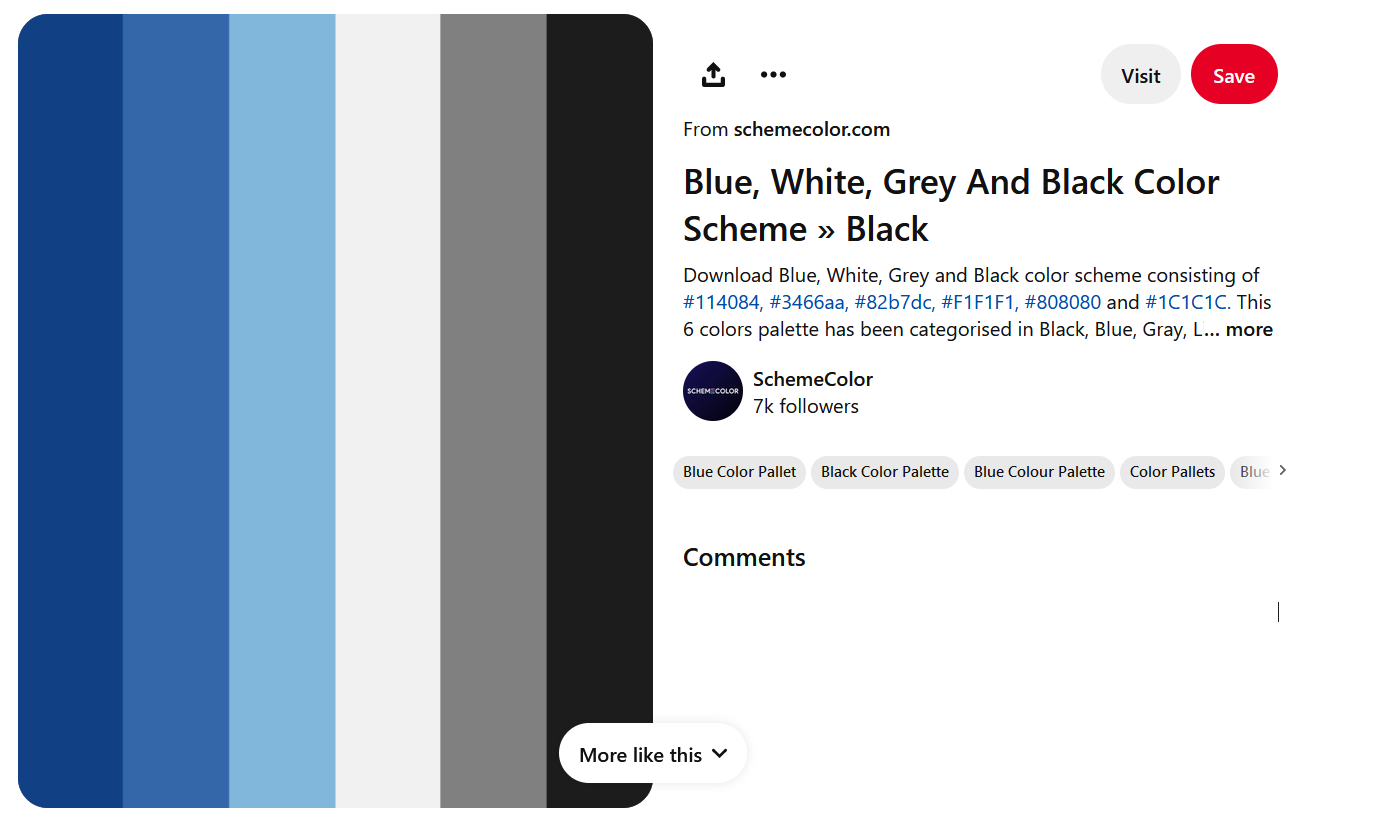 Visit
Save
From schemecolor.com
Blue, White, Grey And Black Color
Scheme » Black
Download Blue, White, Grey and Black color scheme consisting of
#114084, #3466aa, #82b7dc, #F1F1F1, #808080 and #1C1C1C. This
6 colors palette has been categorised in Black, Blue, Gray, L... more
SCHEMECOLOR
SchemeColor
7k followers
Blue Color Pallet
Black Color Palette
Blue Colour Palette
Color Pallets
Blue
Comments
More like this